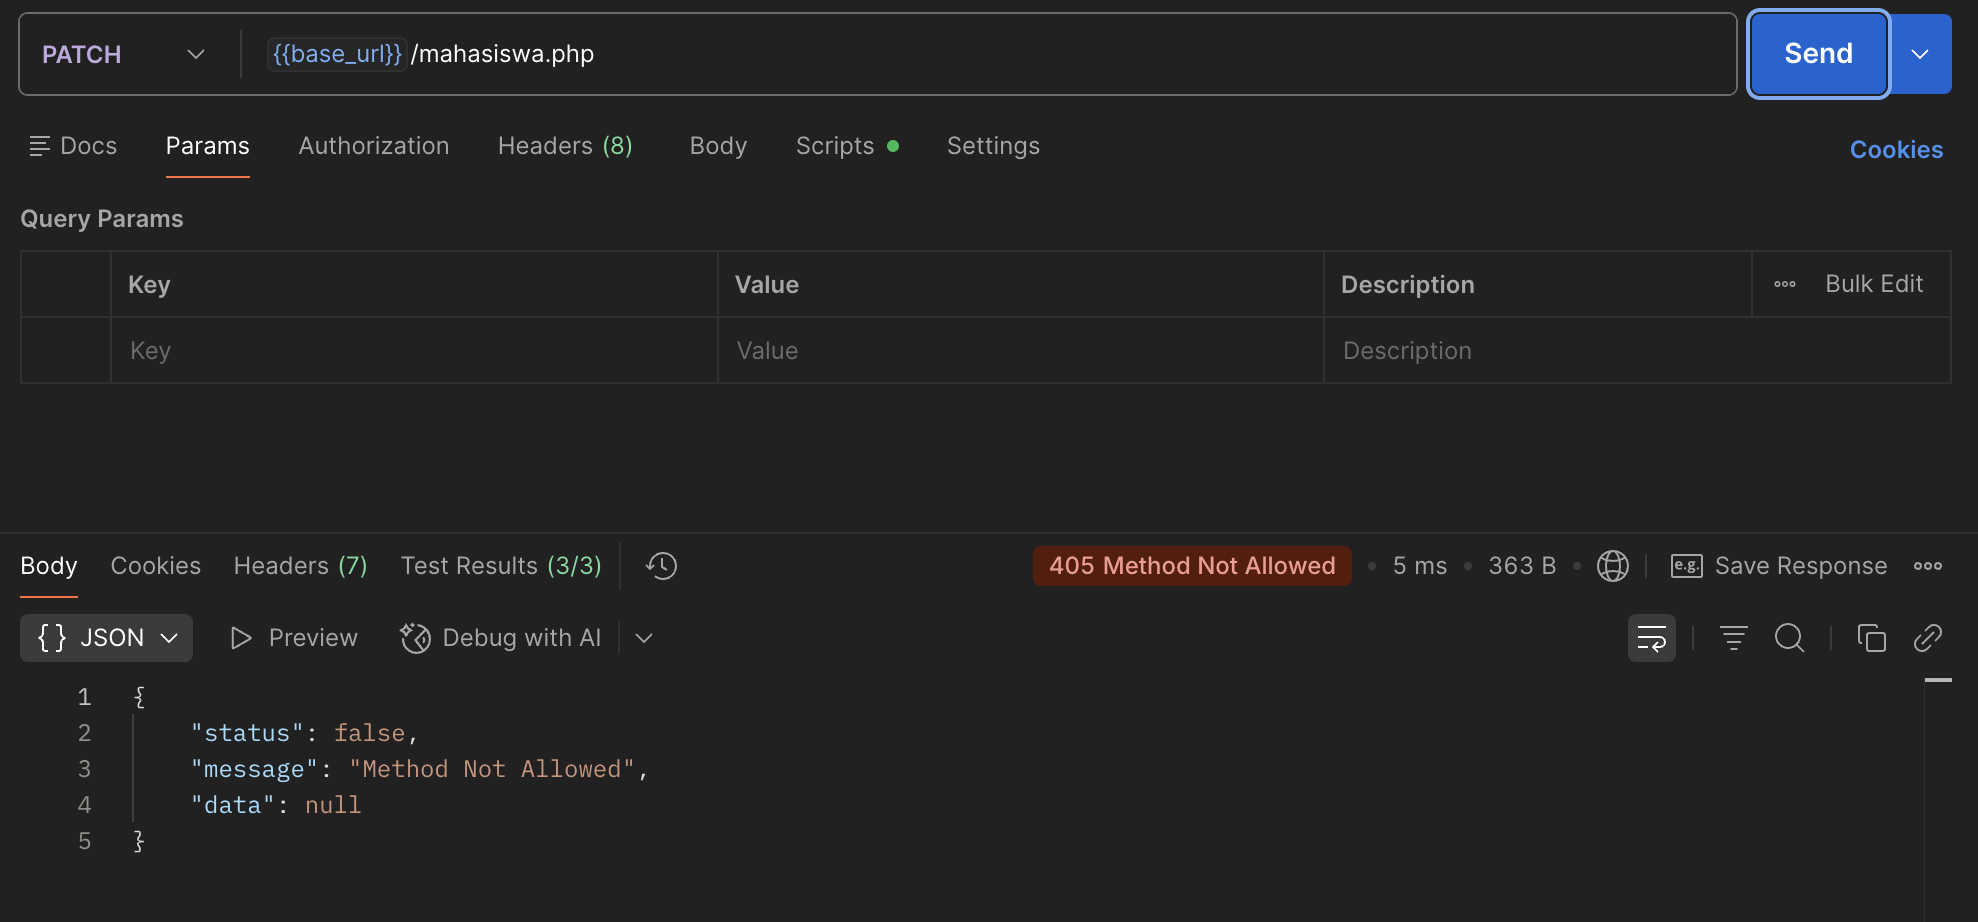 PATCH {{base_url}}/mahasiswa.php Send
Docs Params Authorization Headers (8) Body Scripts Settings Cookies
Query Params
Key Value Description Bulk Edit
Key Value Description
Body Cookies Headers (7) Test Results (3/3) 405 Method Not Allowed 5 ms 363 B e.g. Save Response
{} JSON Preview Debug with AI
1 {
2 "status": false,
3 "message": "Method Not Allowed",
4 "data": null
5 }